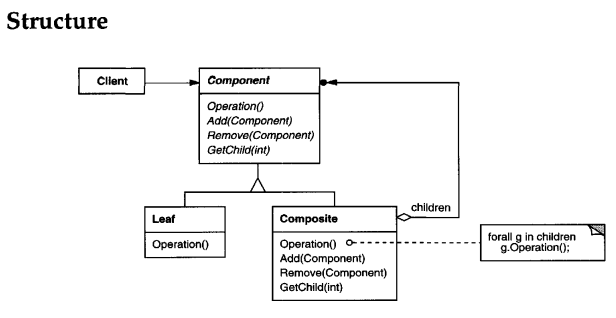 Structure
Client
Component
Operation()
Add(Component)
Remove(Component)
GetChild(int)
Leaf
Operation()
Composite
Operation()
Add(Component)
Remove(Component)
GetChild(int)
children
forall g in children
g.Operation();